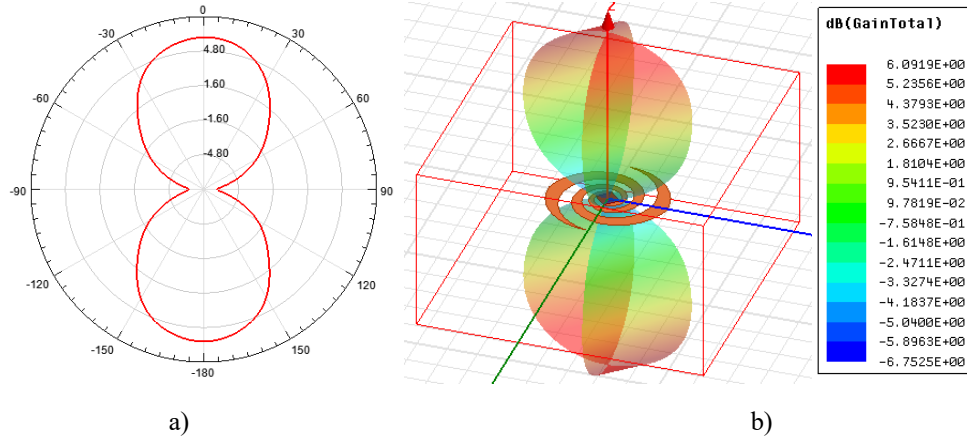 0
-30
30
4.80
-60
1.60
60
-1.60
-4.80
-90
90
-120
120
-150
150
-180
Z
dB(GainTotal)
6.0919E+00
5.2356E+00
4.3793E+00
3.5230E+00
2.6667E+00
1.8104E+00
9.5411E-01
9.7819E-02
-7.5848E-01
-1.6148E+00
-2.4711E+00
-3.3274E+00
-4.1837E+00
-5.0400E+00
-5.8963E+00
-6.7525E+00
a)
b)